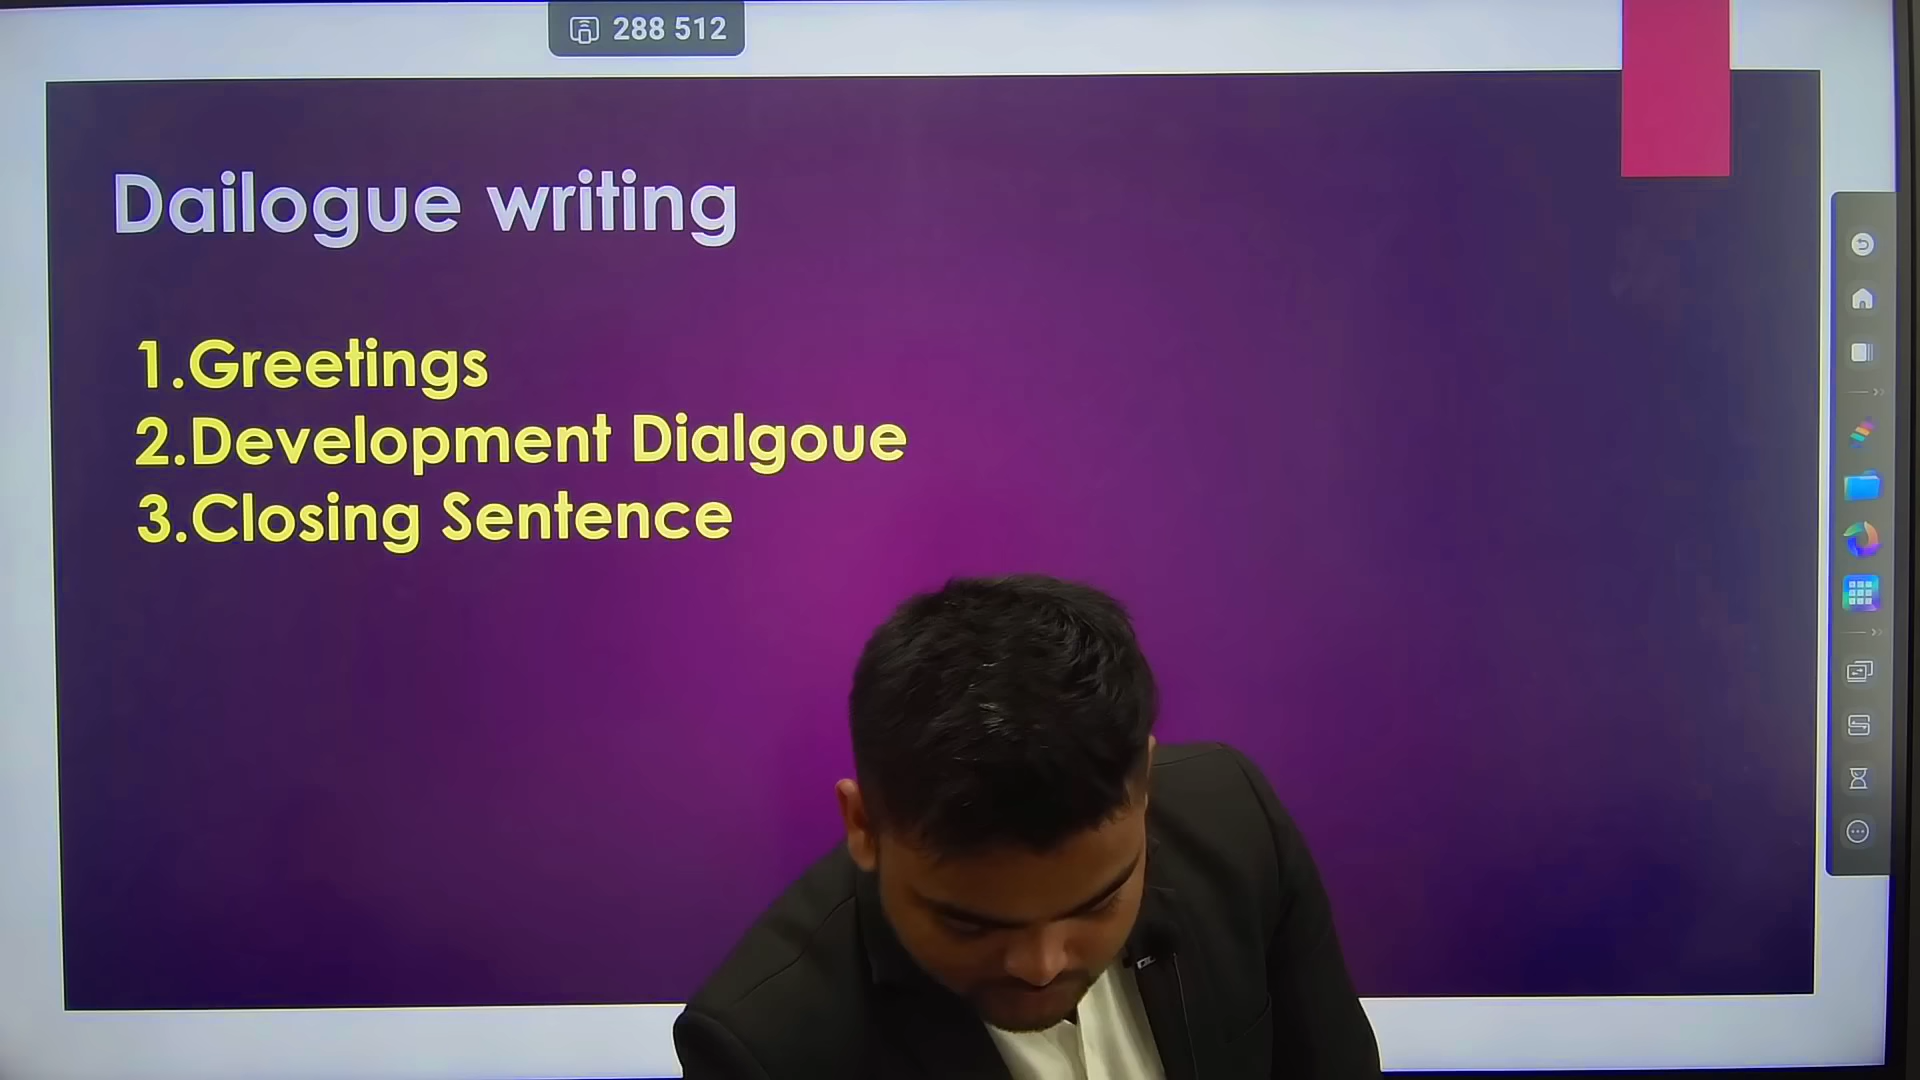 288 512
Dailogue writing
1.Greetings
2.Development Dialgoue
3.Closing Sentence